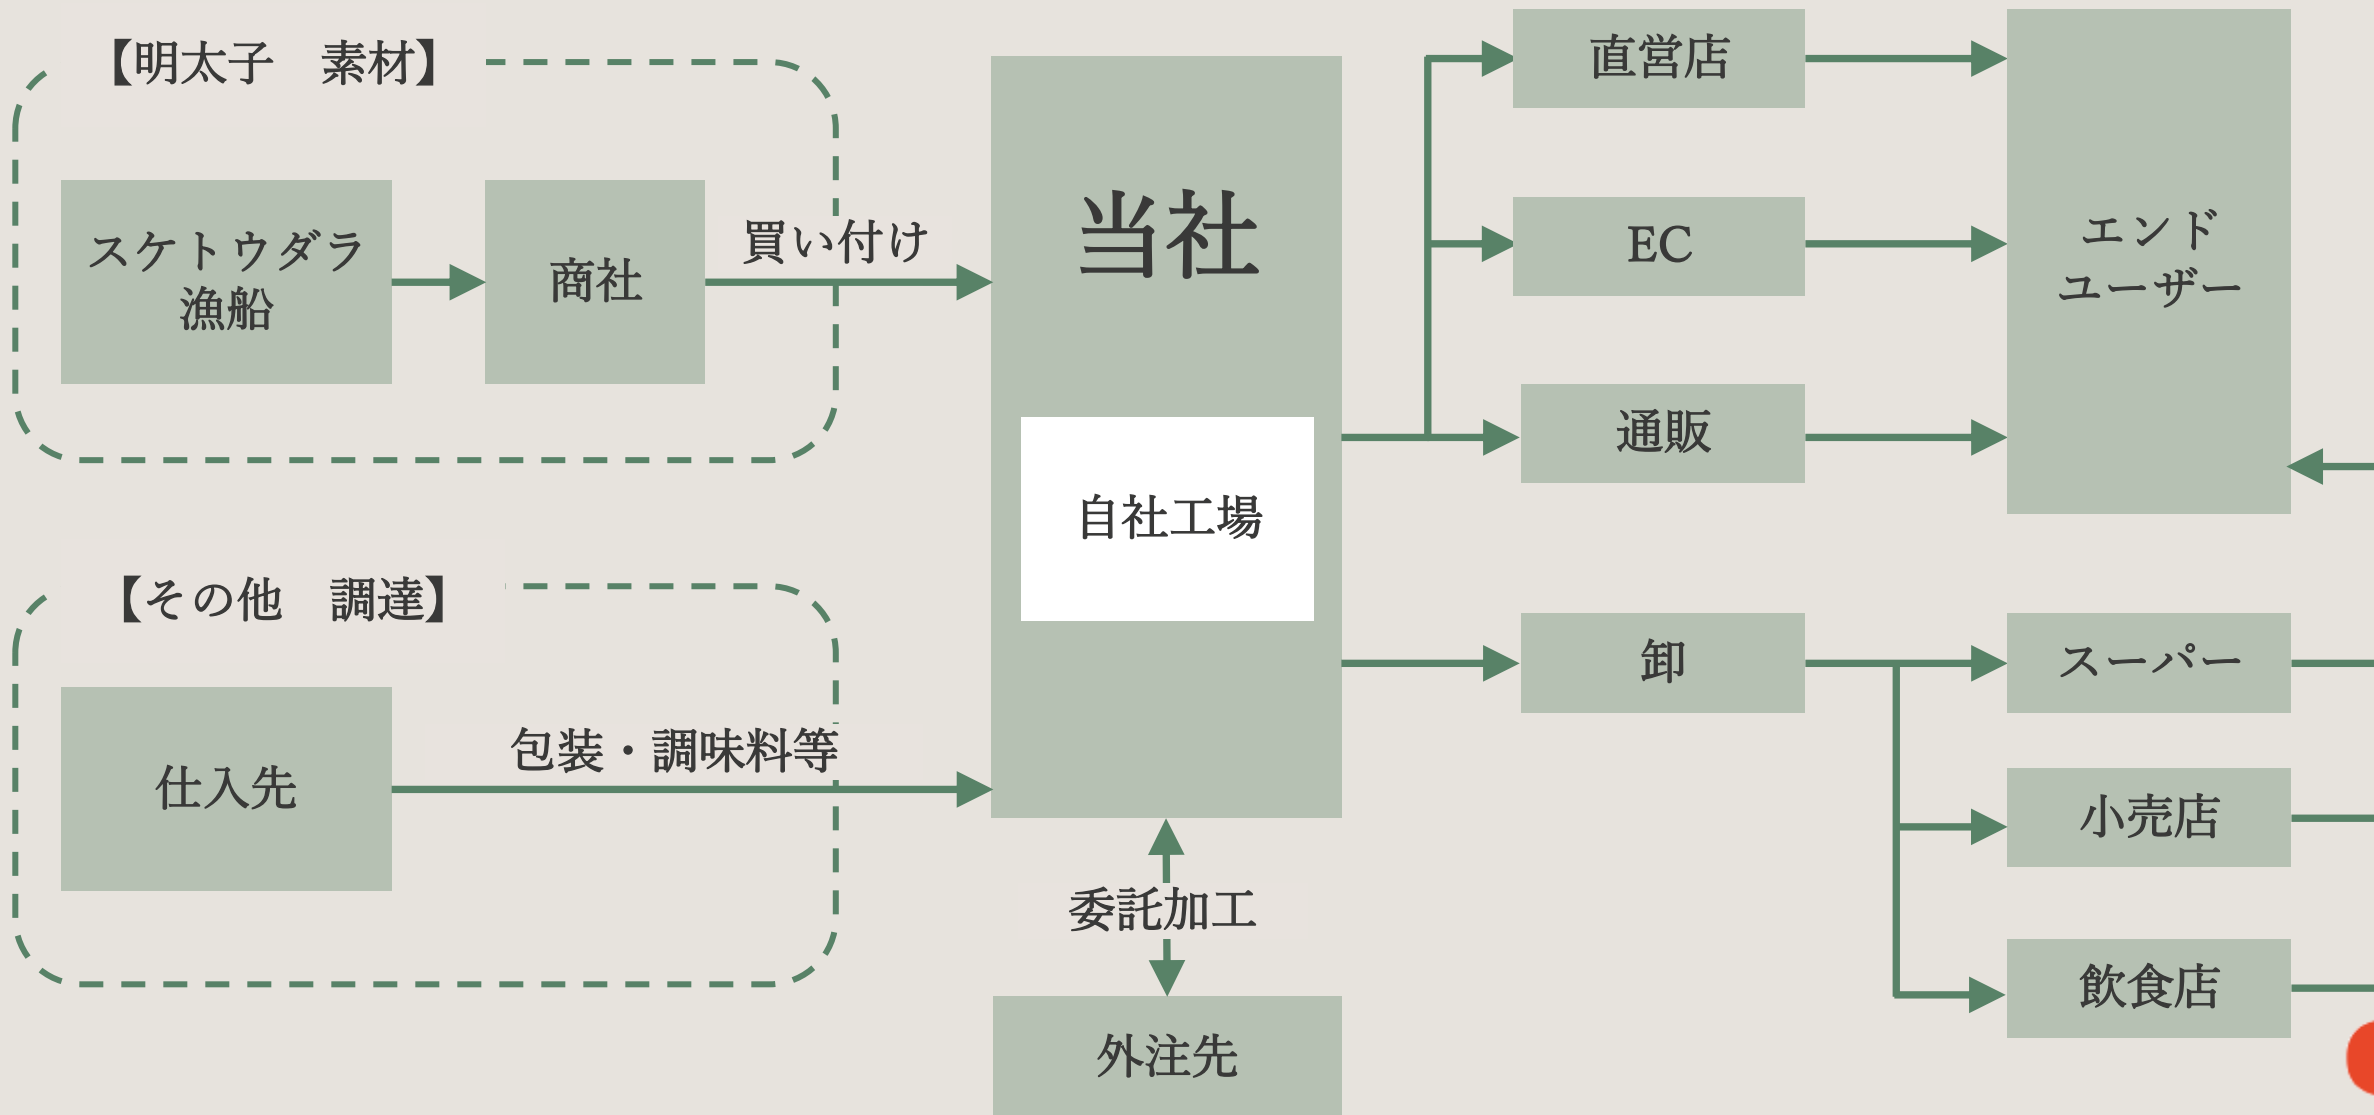 【明太子　素材】
スケトウダラ
漁船
商社
買い付け
【その他　調達】
仕入先
包装・調味料等
当社
自社工場
委託加工
外注先
直営店
EC
通販
卸
エンド
ユーザー
スーパー
小売店
飲食店